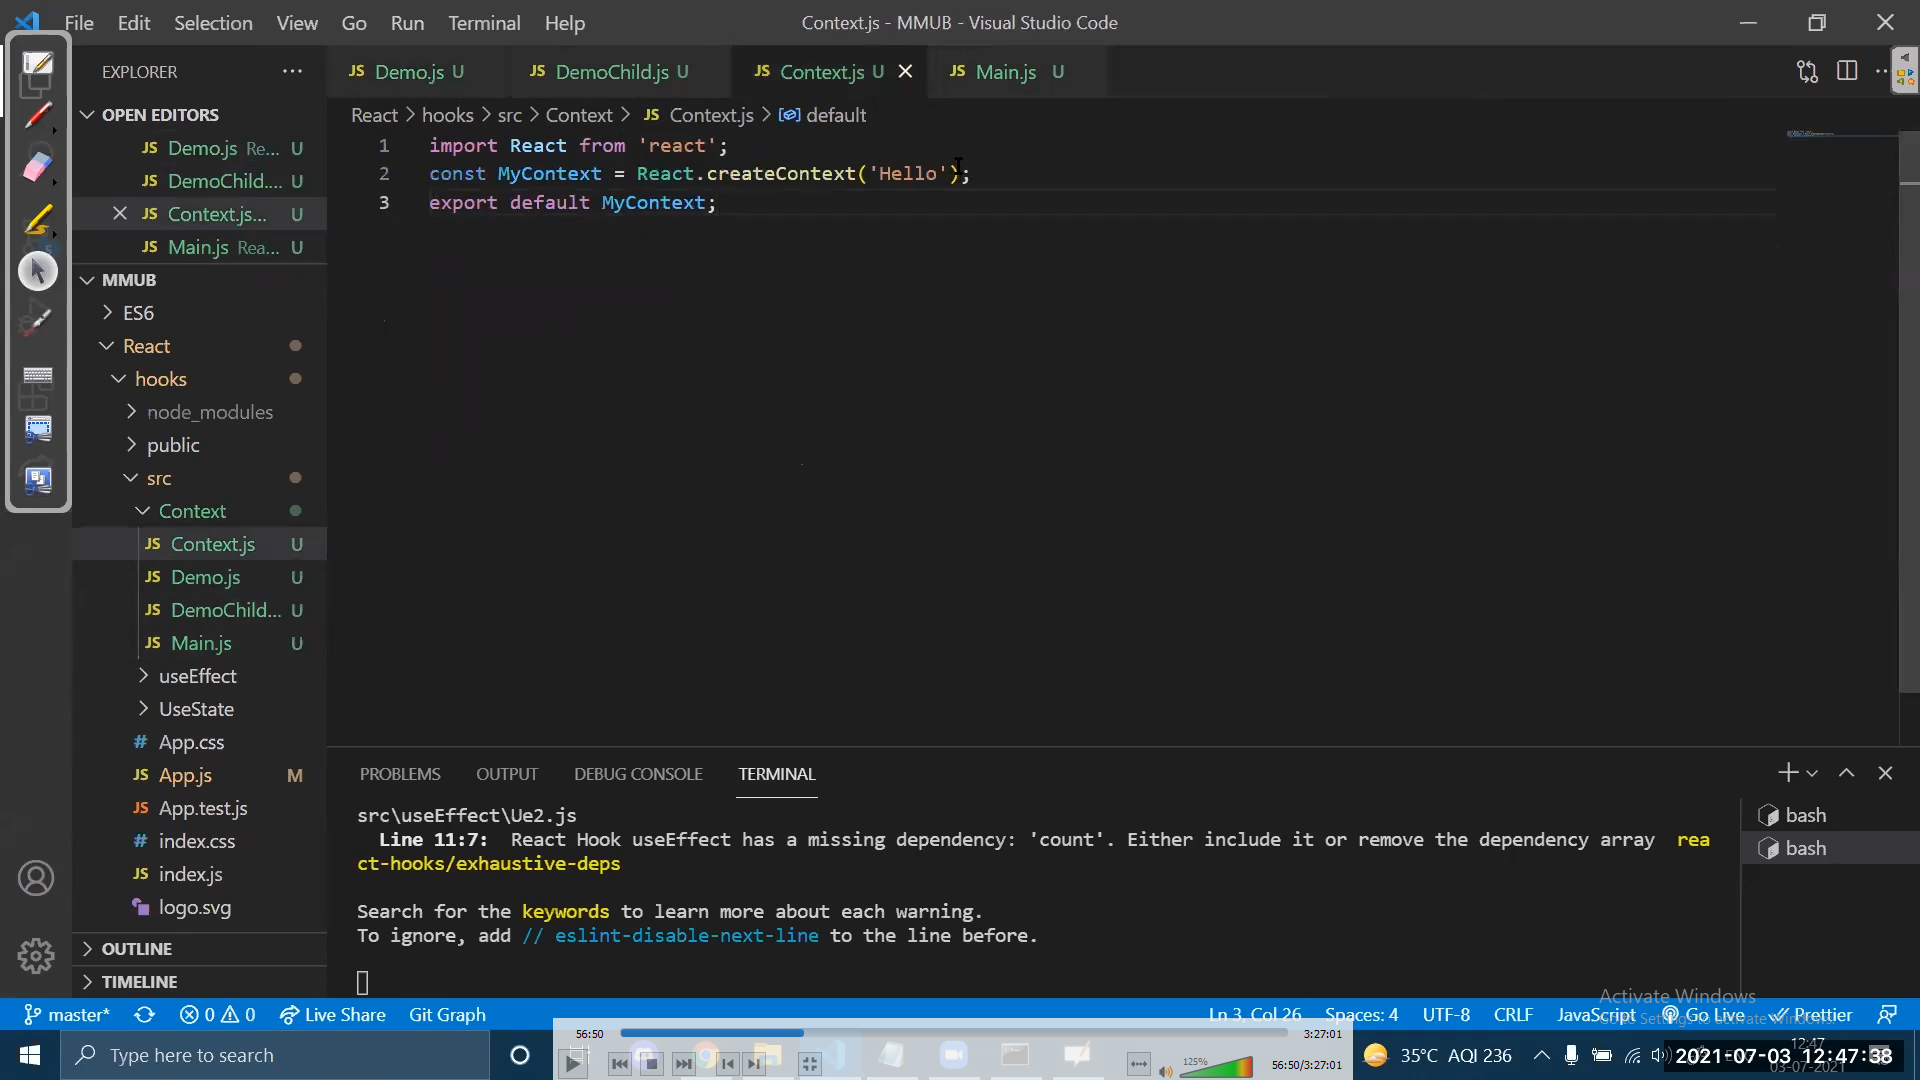 File Edit Selection View Go Run Terminal Help
Context.js - MMUB - Visual Studio Code
EXPLORER
JS Demo.js U JS DemoChild.js U JS Context.js U JS Main.js U
React > hooks > src > Context > JS Context.js > default
OPEN EDITORS
JS Demo.js Re... U
JS DemoChild... U
JS Context.js... U
JS Main.js Rea... U
MMUB
ES6
React
hooks
node_modules
public
src
Context
JS Context.js U
JS Demo.js U
JS DemoChild... U
JS Main.js U
useEffect
UseState
# App.css
JS App.js M
JS App.test.js
# index.css
JS index.js
logo.svg
OUTLINE
TIMELINE
1 import React from 'react';
2 const MyContext = React.createContext('Hello');
3 export default MyContext;
PROBLEMS OUTPUT DEBUG CONSOLE TERMINAL
src\useEffect\Ue2.js
Line 11:7: React Hook useEffect has a missing dependency: 'count'. Either include it or remove the dependency array rea
ct-hooks/exhaustive-deps
Search for the keywords to learn more about each warning.
To ignore, add // eslint-disable-next-line to the line before.
bash
bash
Activate Windows
master* 0 0 Live Share Git Graph
Ln 3, Col 26 Spaces: 4 UTF-8 CRLF JavaScript Go Live Prettier
Type here to search
56:50 3:27:01
125%
56:50/3:27:01
35°C AQI 236
12:47
2021-07-03 12:47:38
03-07-2021